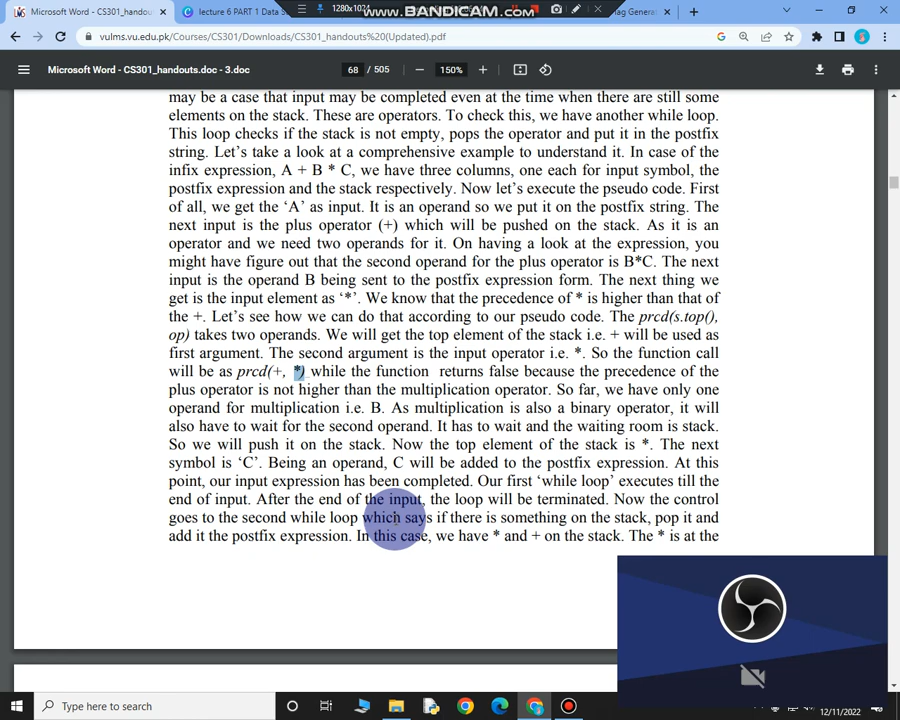 Microsoft Word - CS301_handou
lecture 6 PART 1 Data S
1280x1024
www.BANDICAM.com
ag Generat
vulms.vu.edu.pk/Courses/CS301/Downloads/CS301_handouts%20(Updated).pdf
Microsoft Word - CS301_handouts.doc - 3.doc
68 / 505
150%
may be a case that input may be completed even at the time when there are still some
elements on the stack. These are operators. To check this, we have another while loop.
This loop checks if the stack is not empty, pops the operator and put it in the postfix
string. Let's take a look at a comprehensive example to understand it. In case of the
infix expression, A + B * C, we have three columns, one each for input symbol, the
postfix expression and the stack respectively. Now let's execute the pseudo code. First
of all, we get the 'A' as input. It is an operand so we put it on the postfix string. The
next input is the plus operator (+) which will be pushed on the stack. As it is an
operator and we need two operands for it. On having a look at the expression, you
might have figure out that the second operand for the plus operator is B*C. The next
input is the operand B being sent to the postfix expression form. The next thing we
get is the input element as '*'. We know that the precedence of * is higher than that of
the +. Let's see how we can do that according to our pseudo code. The prcd(s.top(),
op) takes two operands. We will get the top element of the stack i.e. + will be used as
first argument. The second argument is the input operator i.e. *. So the function call
will be as prcd(+, *) while the function returns false because the precedence of the
plus operator is not higher than the multiplication operator. So far, we have only one
operand for multiplication i.e. B. As multiplication is also a binary operator, it will
also have to wait for the second operand. It has to wait and the waiting room is stack.
So we will push it on the stack. Now the top element of the stack is *. The next
symbol is 'C'. Being an operand, C will be added to the postfix expression. At this
point, our input expression has been completed. Our first 'while loop' executes till the
end of input. After the end of the input, the loop will be terminated. Now the control
goes to the second while loop which says if there is something on the stack, pop it and
add it the postfix expression. In this case, we have * and + on the stack. The * is at the
Type here to search
12/11/2022